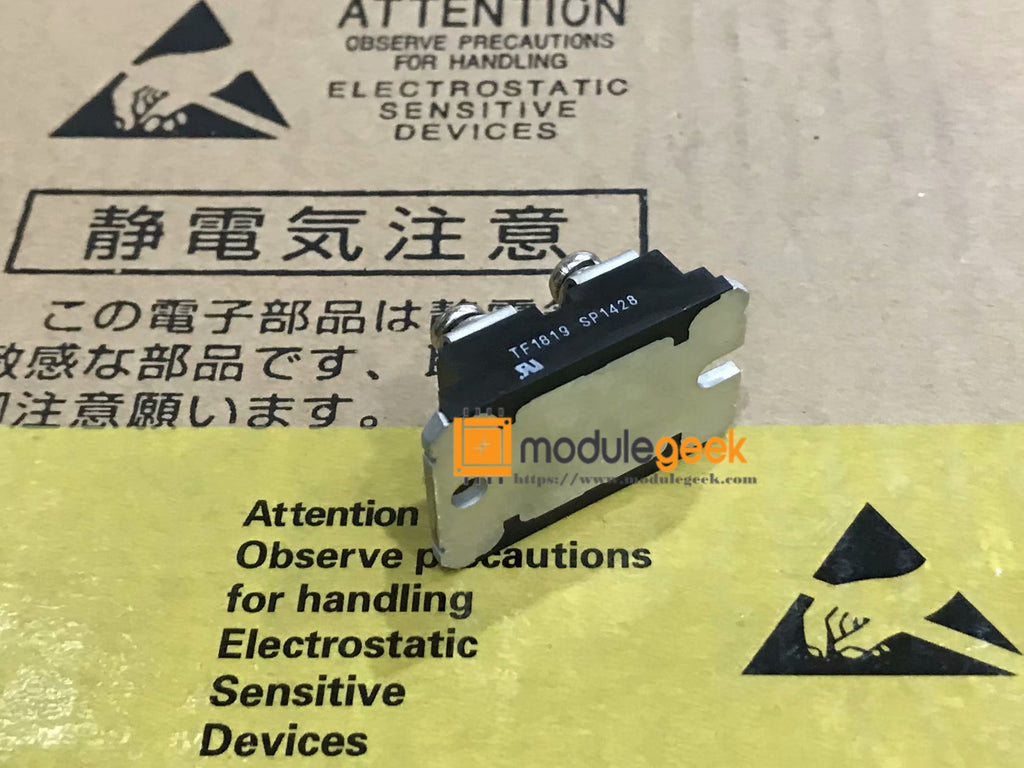 ATTENTION
OBSERVE PRECAUTIONS
FOR HANDLING
ELECTROSTATIC
SENSITIVE
DEVICES
静電気注意
この電子部品は静
敏感な部品です、
注意願います。
TF1819 SP1428
modulegeek
https://www.modulegeek.com
Attention
Observe precautions
for handling
Electrostatic
Sensitive
Devices